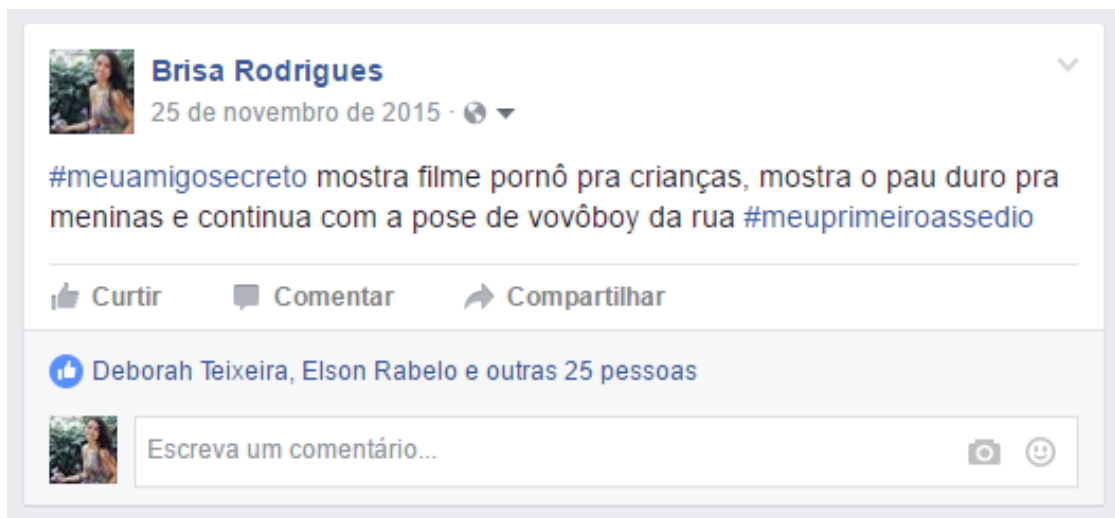 Brisa Rodrigues
25 de novembro de 2015 ·
#meuamigosecreto mostra filme pornô pra crianças, mostra o pau duro pra
meninas e continua com a pose de vovôboy da rua #meuprimeiroassedio
Curtir Comentar Compartilhar
Deborah Teixeira, Elson Rabelo e outras 25 pessoas
Escreva um comentário...